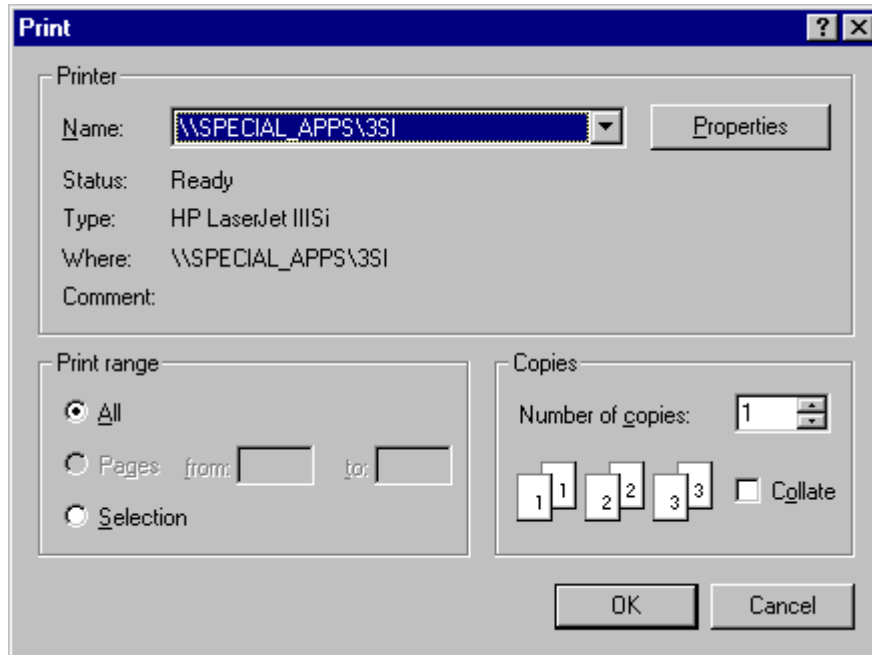 Print
Printer
Name: \\SPECIAL_APPS\3SI Properties
Status: Ready
Type: HP LaserJet IIISi
Where: \\SPECIAL_APPS\3SI
Comment:
Print range
All
Pages from: to:
Selection
Copies
Number of copies: 1
1 1 2 2 3 3 Collate
OK Cancel